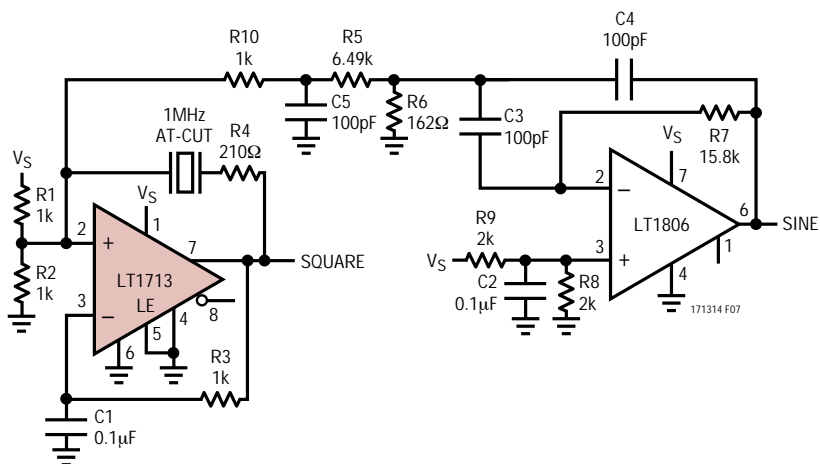 C4
100pF
R10
1k
R5
6.49k
C5
100pF
R6
162Ω
C3
100pF
R7
15.8k
1MHz
AT-CUT
R4
210Ω
VS
R1
1k
R2
1k
VS
1
2
+
7
SQUARE
LT1713
LE
3
–
8
4
5
6
R3
1k
C1
0.1µF
VS
7
2
–
LT1806
6
SINE
R9
2k
VS
3
+
1
C2
0.1µF
R8
2k
4
171314 F07